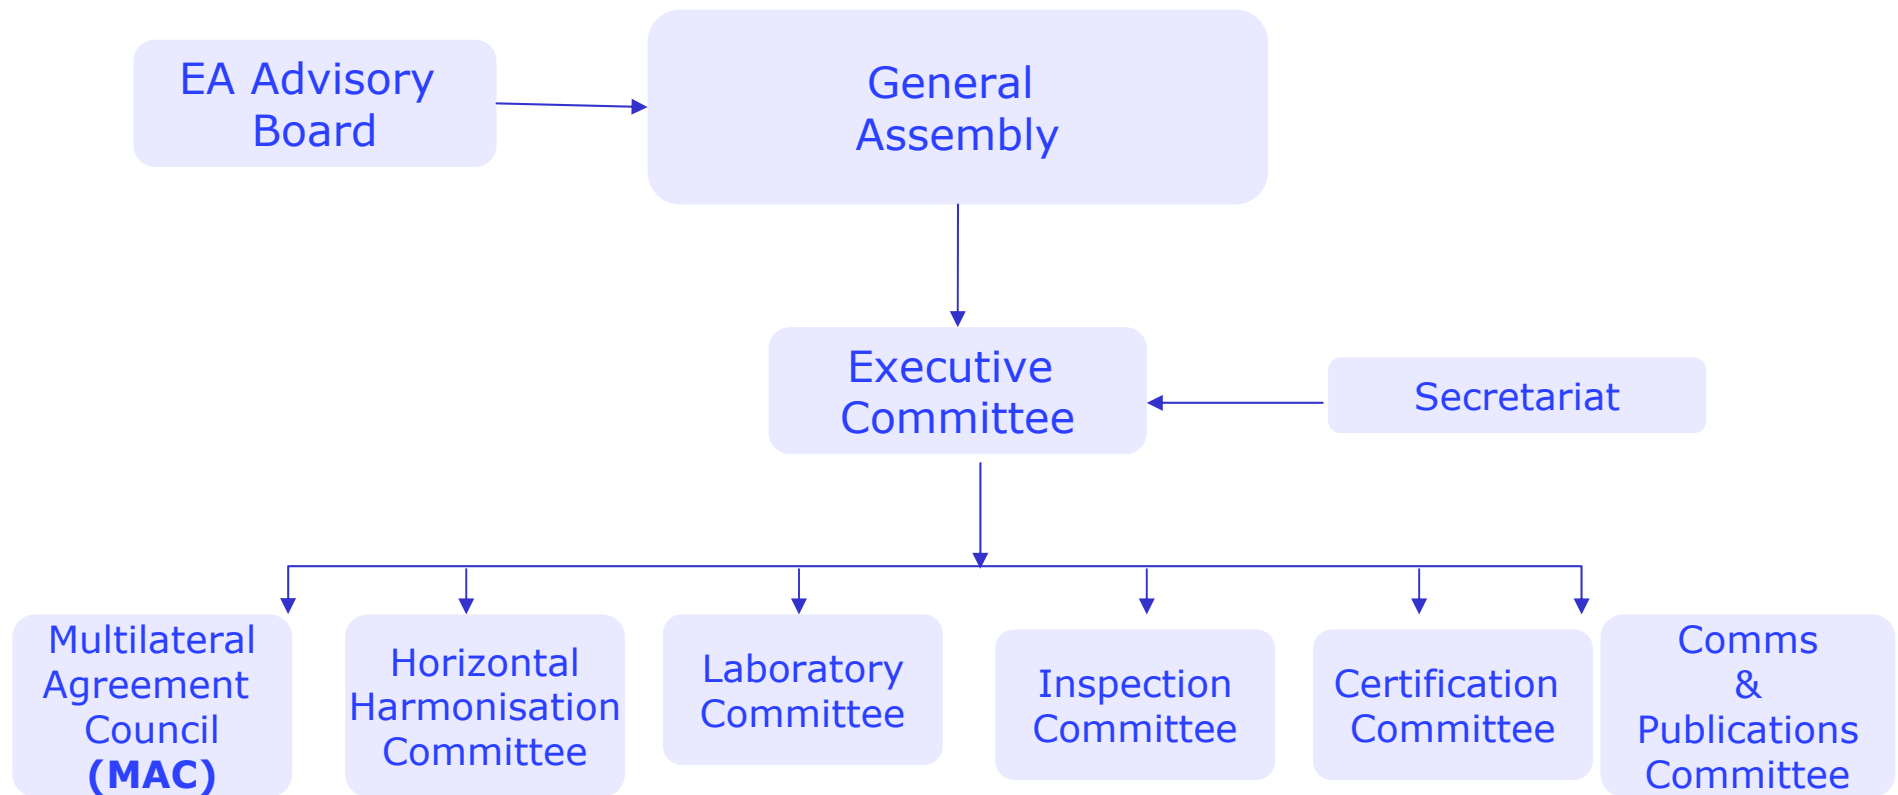 EA Advisory
Board
General
Assembly
Executive
Committee
Secretariat
Multilateral
Agreement
Council
(MAC)
Horizontal
Harmonisation
Committee
Laboratory
Committee
Inspection
Committee
Certification
Committee
Comms
&
Publications
Committee